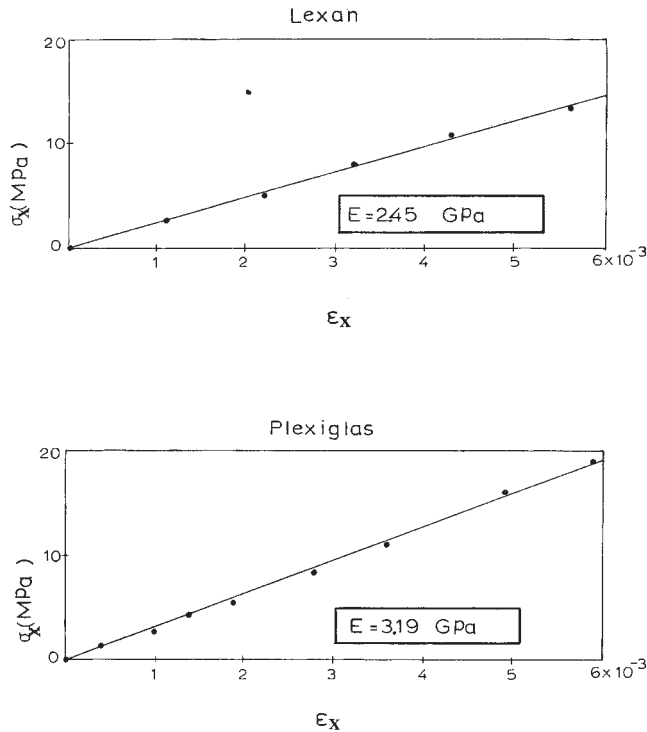 Lexan
20
10
0
σx(MPa)
E = 2.45 GPa
1 2 3 4 5 6×10⁻³
εx
Plexiglas
20
10
0
σx(MPa)
E = 3.19 GPa
1 2 3 4 5 6×10⁻³
εx